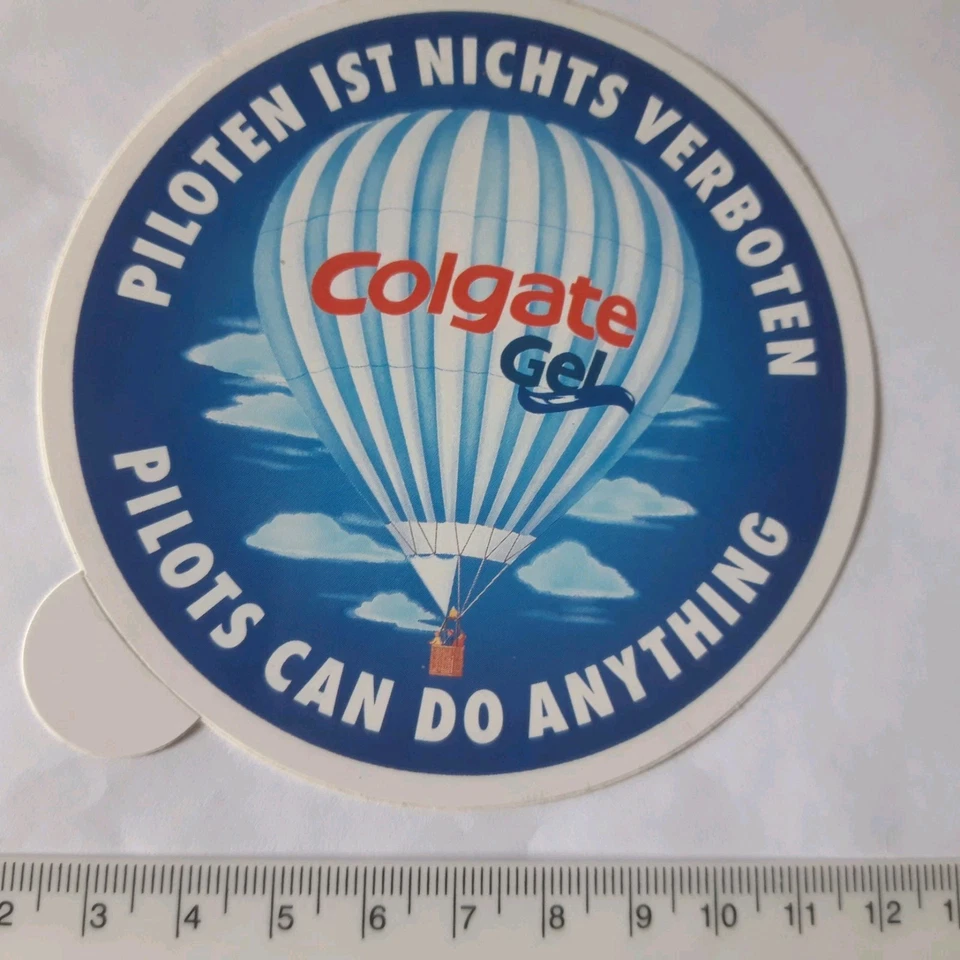 PILOTEN IST NICHTS VERBOTEN
Colgate
Gel
PILOTS CAN DO ANYTHING
2 3 4 5 6 7 8 9 10 11 12 1